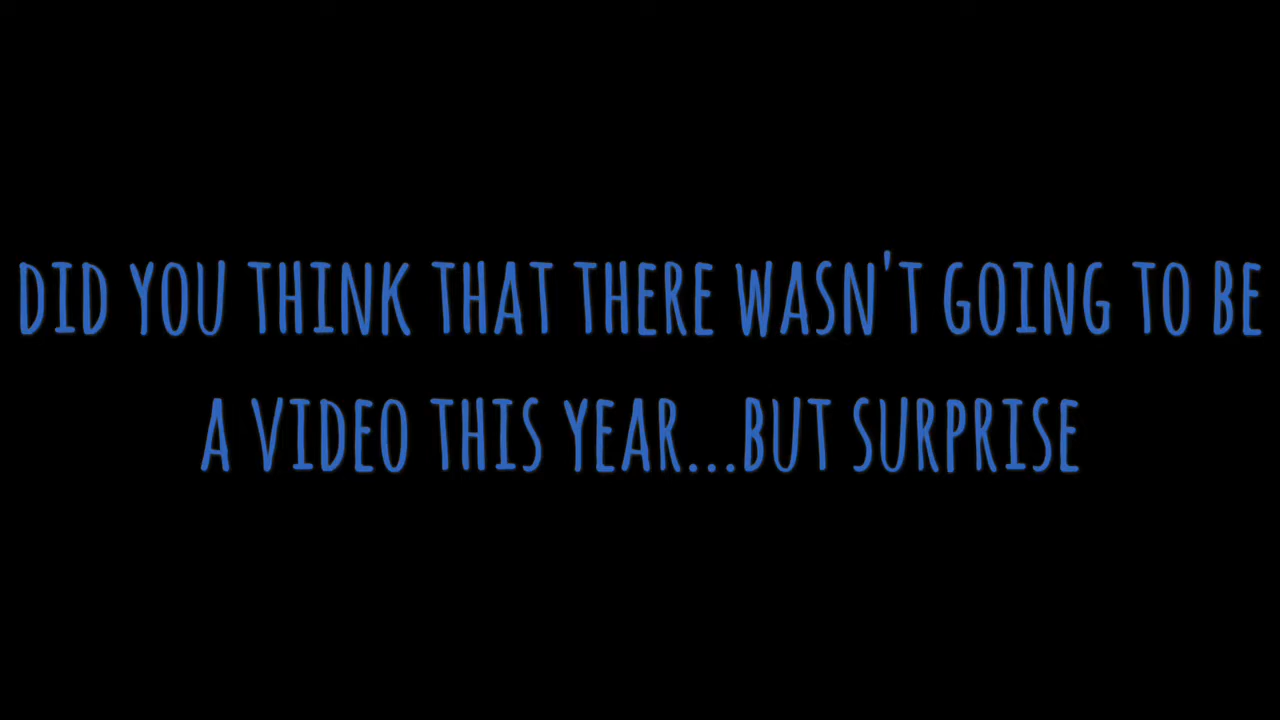 DID YOU THINK THAT THERE WASN'T GOING TO BE
A VIDEO THIS YEAR...BUT SURPRISE